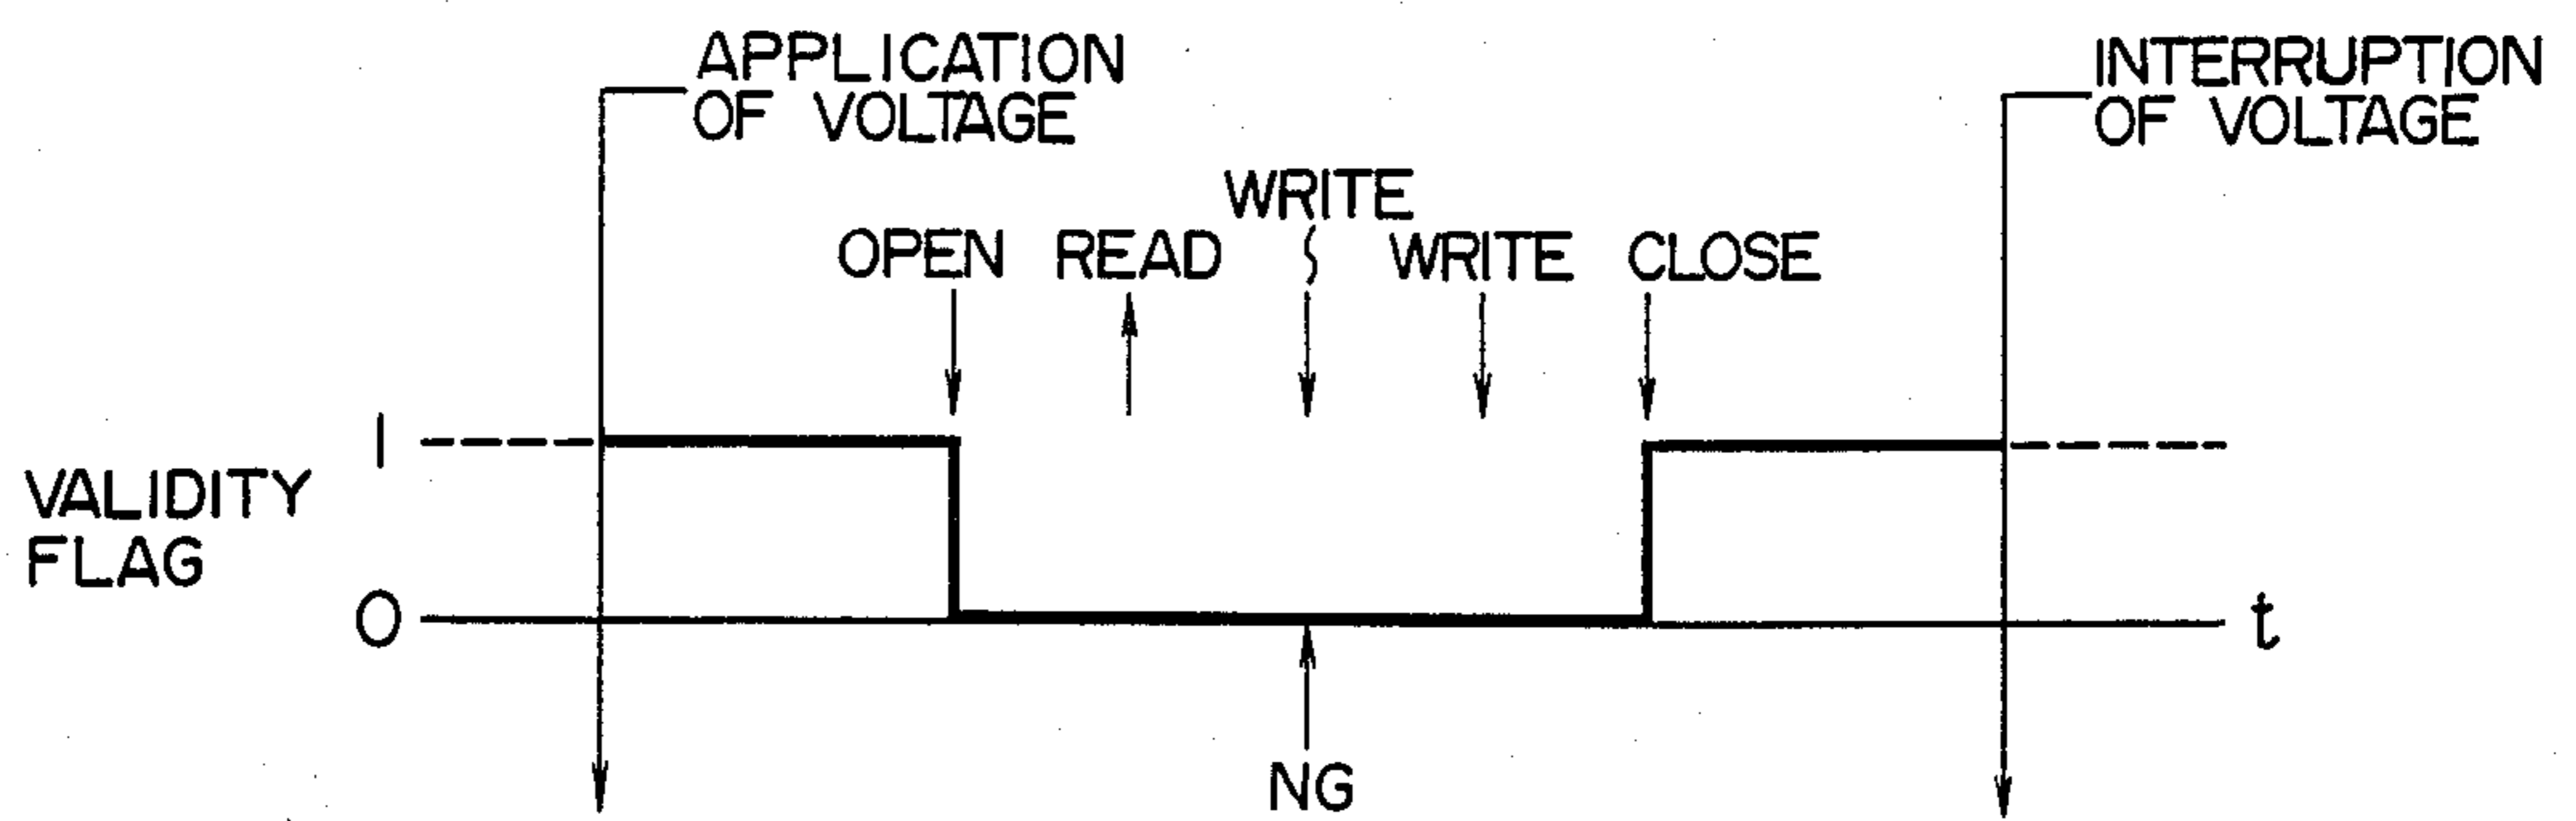 APPLICATION
OF VOLTAGE
INTERRUPTION
OF VOLTAGE
WRITE
OPEN READ WRITE CLOSE
1
VALIDITY
FLAG
0
t
NG